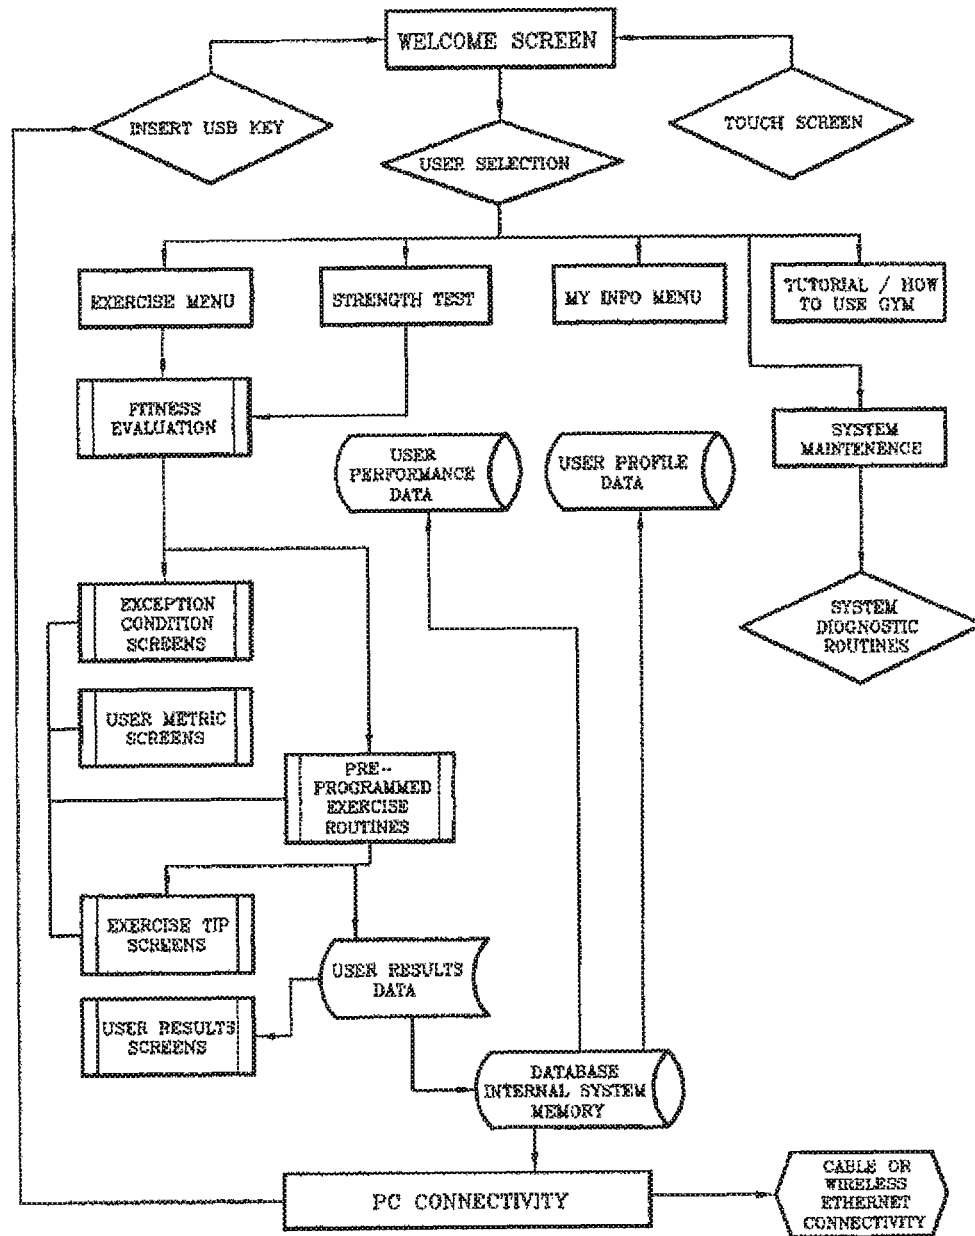 WELCOME SCREEN
INSERT USB KEY
TOUCH SCREEN
USER SELECTION
EXERCISE MENU
STRENGTH TEST
MY INFO MENU
TUTORIAL / HOW
TO USE GYM
FITNESS
EVALUATION
USER
PERFORMANCE
DATA
USER PROFILE
DATA
SYSTEM
MAINTENENCE
EXCEPTION
CONDITION
SCREENS
SYSTEM
DIOGNOSTIC
ROUTINES
USER METRIC
SCREENS
PRE-
PROGRAMMED
EXERCISE
ROUTINES
EXERCISE TIP
SCREENS
USER RESULTS
DATA
USER RESULTS
SCREENS
DATABASE
INTERNAL SYSTEM
MEMORY
PC CONNECTIVITY
CABLE OR
WIRELESS
ETHERNET
CONNECTIVITY